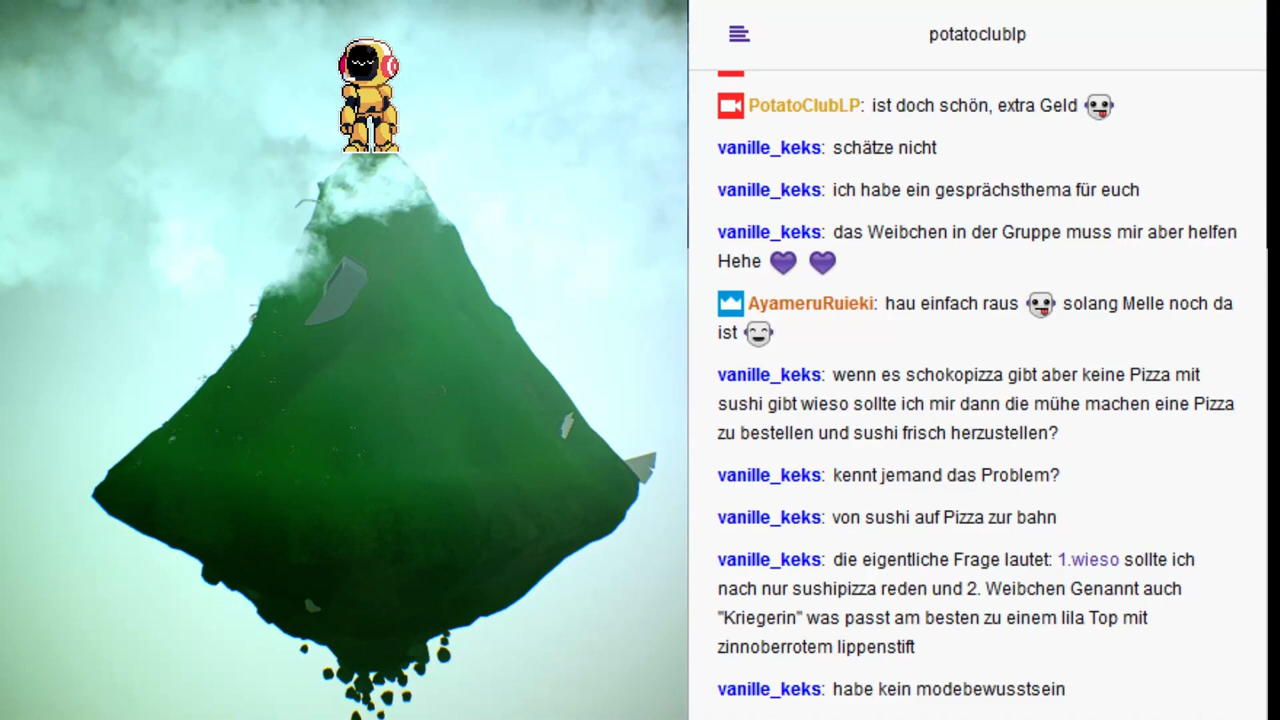 potatoclublp
PotatoClubLP: ist doch schön, extra Geld
vanille_keks: schätze nicht
vanille_keks: ich habe ein gesprächsthema für euch
vanille_keks: das Weibchen in der Gruppe muss mir aber helfen
Hehe
AyameruRuieki: hau einfach raus solang Melle noch da
ist
vanille_keks: wenn es schokopizza gibt aber keine Pizza mit
sushi gibt wieso sollte ich mir dann die mühe machen eine Pizza
zu bestellen und sushi frisch herzustellen?
vanille_keks: kennt jemand das Problem?
vanille_keks: von sushi auf Pizza zur bahn
vanille_keks: die eigentliche Frage lautet: 1.wieso sollte ich
nach nur sushipizza reden und 2. Weibchen Genannt auch
"Kriegerin" was passt am besten zu einem lila Top mit
zinnoberrotem lippenstift
vanille_keks: habe kein modebewusstsein